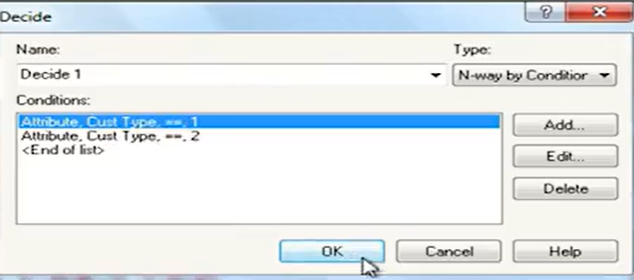 Decide
Name: Type:
Decide 1 N-way by Condition
Conditions:
Attribute, Cust Type, ==, 1
Attribute, Cust Type, ==, 2
<End of list>
Add...
Edit...
Delete
OK Cancel Help